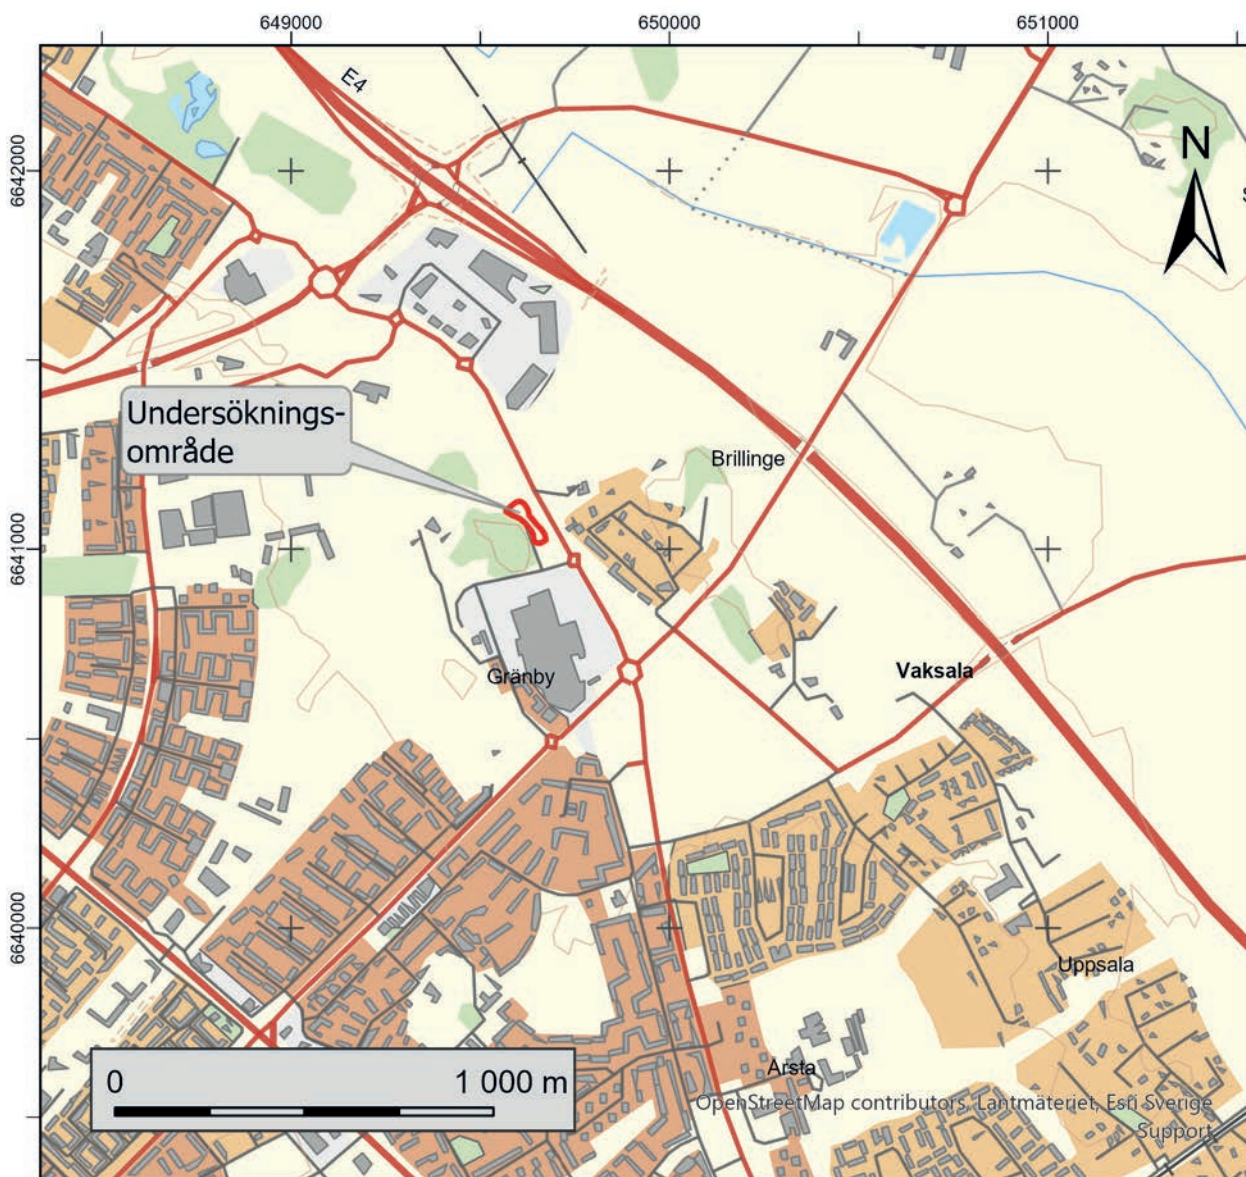 649000
650000
651000
E4
6642000
N
Undersöknings-
område
Brillinge
6641000
Vaksala
Gränby
6640000
Uppsala
Årsta
0
1 000 m
OpenStreetMap contributors, Lantmäteriet, Esri Sverige
Support